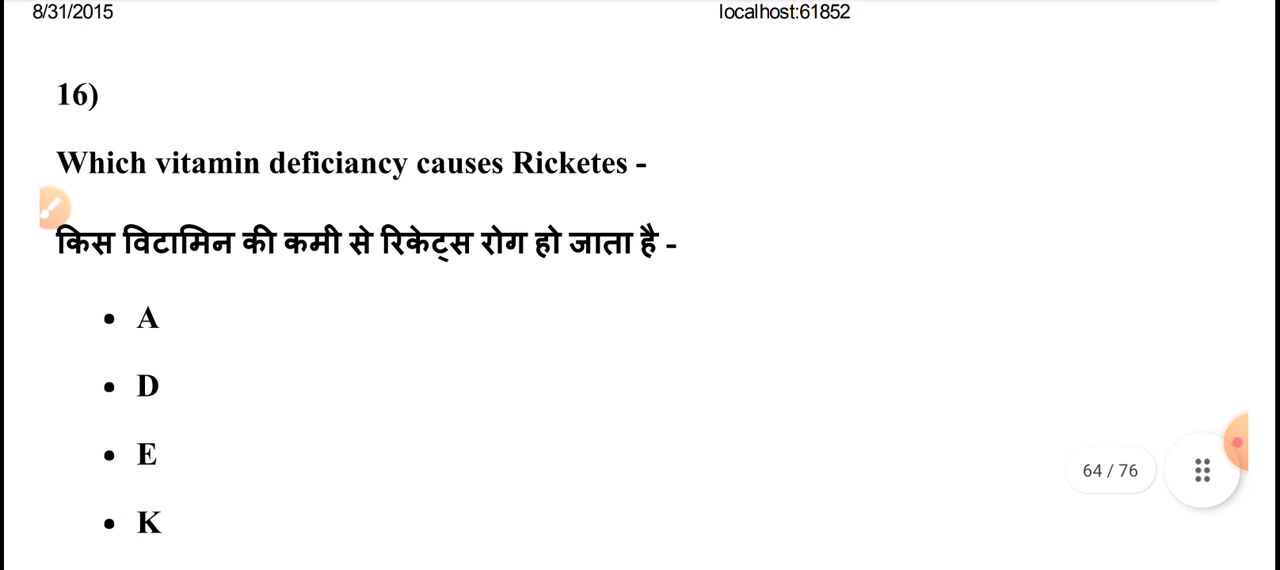 8/31/2015 localhost:61852
16)
Which vitamin deficiancy causes Ricketes -
किस विटामिन की कमी से रिकेट्स रोग हो जाता है -
• A
• D
• E
64 / 76
• K